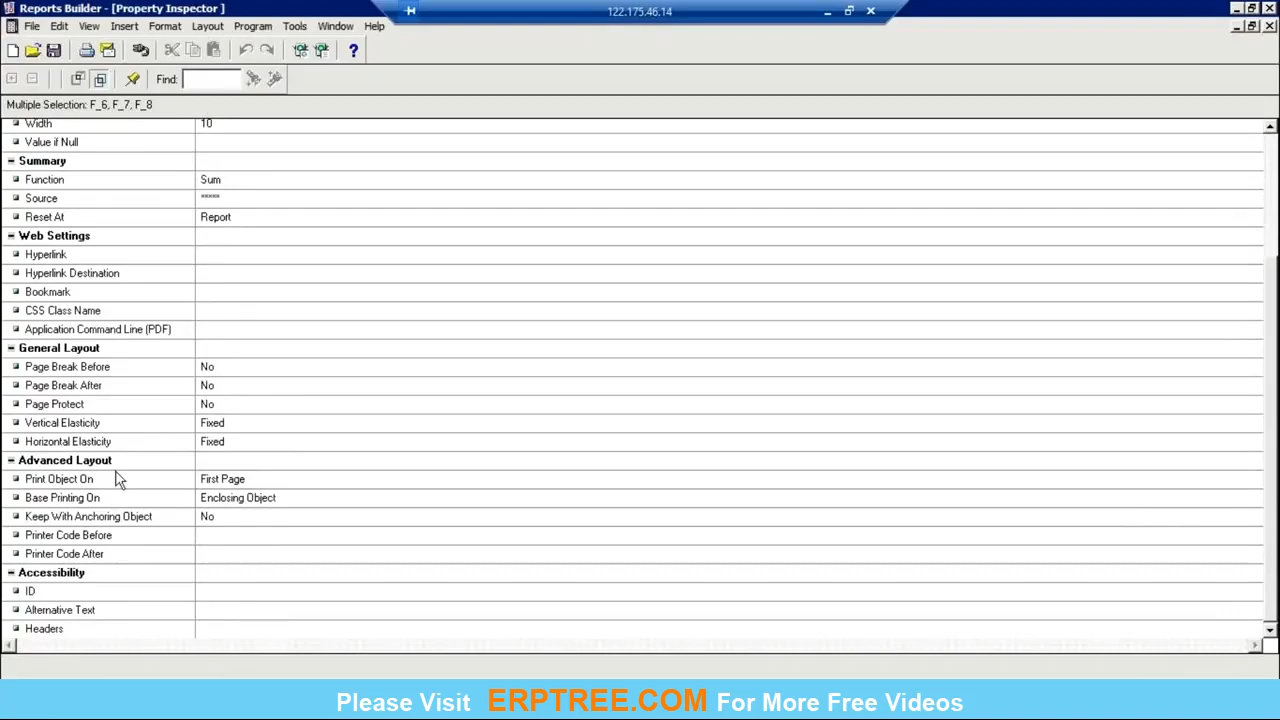 Reports Builder - [Property Inspector ]
122.175.46.14
File Edit View Insert Format Layout Program Tools Window Help
Find:
Multiple Selection: F_6, F_7, F_8
Width 10
Value if Null
Summary
Function Sum
Source *****
Reset At Report
Web Settings
Hyperlink
Hyperlink Destination
Bookmark
CSS Class Name
Application Command Line (PDF)
General Layout
Page Break Before No
Page Break After No
Page Protect No
Vertical Elasticity Fixed
Horizontal Elasticity Fixed
Advanced Layout
Print Object On First Page
Base Printing On Enclosing Object
Keep With Anchoring Object No
Printer Code Before
Printer Code After
Accessibility
ID
Alternative Text
Headers
Please Visit ERPTREE.COM For More Free Videos